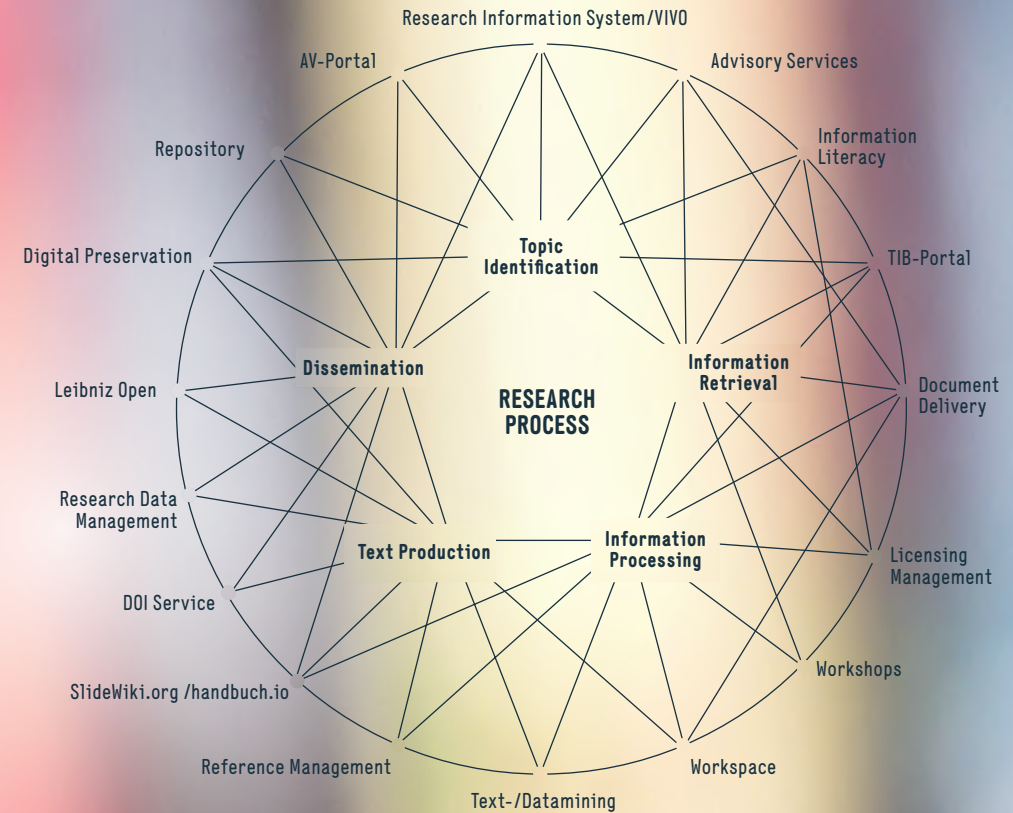 Research Information System/VIVO
AV-Portal
Advisory Services
Repository
Information
Literacy
Digital Preservation
Topic
Identification
TIB-Portal
Dissemination
Information
Retrieval
Leibniz Open
RESEARCH
PROCESS
Document
Delivery
Research Data
Management
Text Production
Information
Processing
Licensing
Management
DOI Service
SlideWiki.org /handbuch.io
Workshops
Reference Management
Workspace
Text-/Datamining